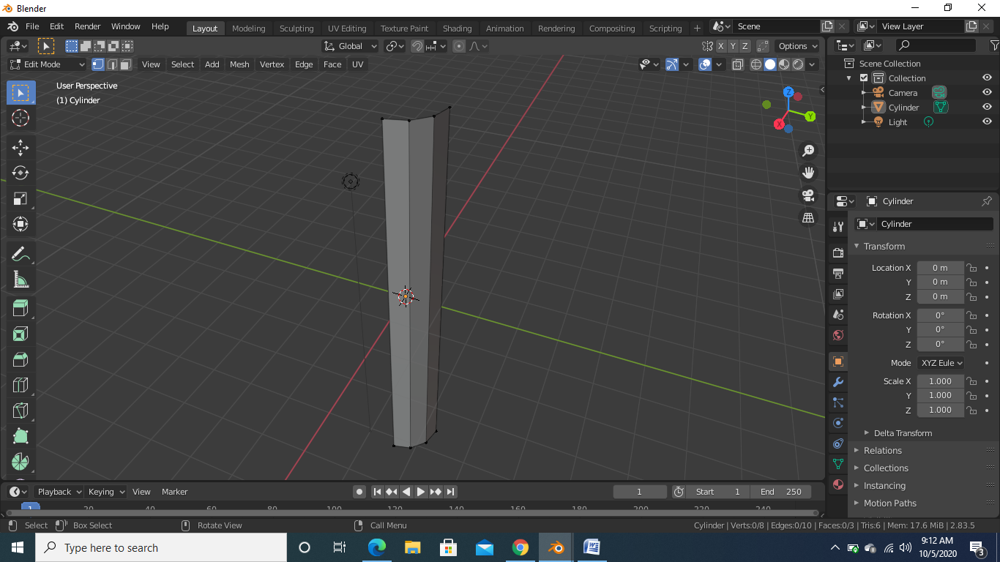 Blender
File Edit Render Window Help Layout Modeling Sculpting UV Editing Texture Paint Shading Animation Rendering Compositing Scripting + Scene View Layer
Global X Y Z Options
Edit Mode View Select Add Mesh Vertex Edge Face UV
User Perspective
(1) Cylinder
Z
Y
X
Scene Collection
Collection
Camera
Cylinder
Light
Cylinder
Cylinder
Transform
Location X 0 m
Y 0 m
Z 0 m
Rotation X 0°
Y 0°
Z 0°
Mode XYZ Eule
Scale X 1.000
Y 1.000
Z 1.000
Delta Transform
Relations
Collections
Instancing
Motion Paths
Playback Keying View Marker 1 Start 1 End 250
1 20 40 60 80 100 120 140 160 180 200 220 240
Select Box Select Rotate View Call Menu Cylinder | Verts:0/8 | Edges:0/10 | Faces:0/3 | Tris:6 | Mem: 17.6 MiB | 2.83.5
Type here to search
9:12 AM
10/5/2020
3